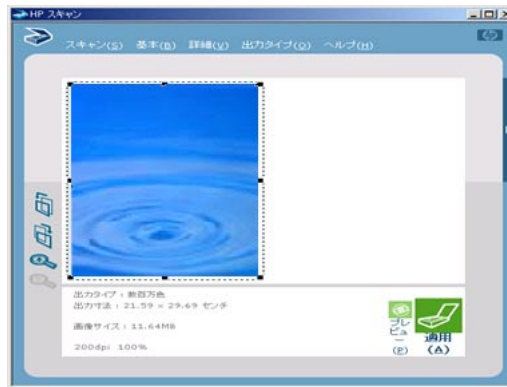 HP スキャン
スキャン(S) 基本(B) 詳細(V) 出力タイプ(O) ヘルプ(H)
出力タイプ : 数百万色
出力寸法 : 21.59 × 29.69 センチ
画像サイズ : 11.64MB
200dpi 100%
プレビュー(P)
適用(A)